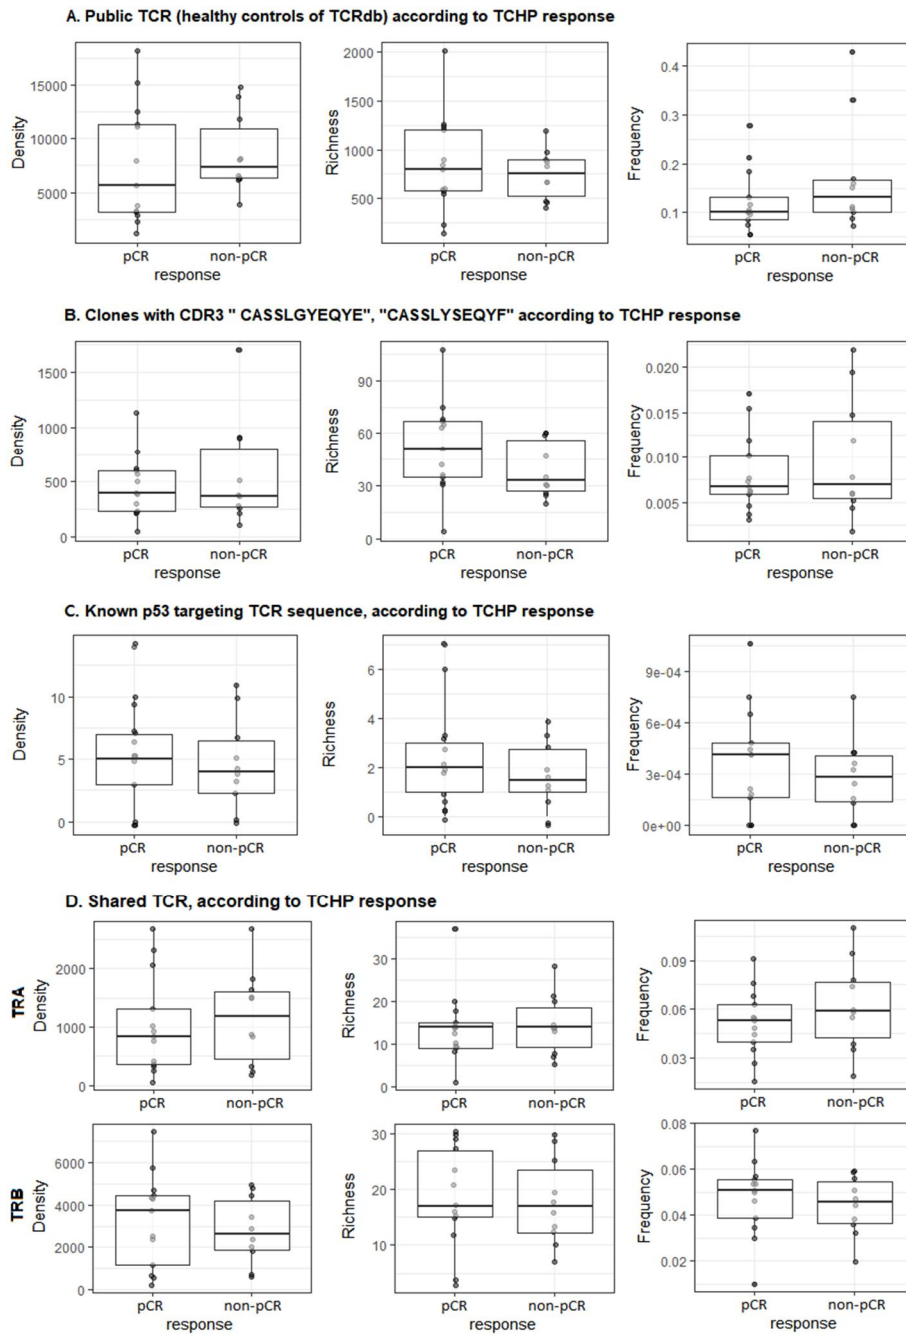 A. Public TCR (healthy controls of TCRdb) according to TCHP response
Density
15000
10000
5000
pCR non-pCR
response
Richness
2000
1500
1000
500
pCR non-pCR
response
Frequency
0.4
0.3
0.2
0.1
pCR non-pCR
response
B. Clones with CDR3 " CASSLGYEQYE", "CASSLYSEQYF" according to TCHP response
Density
1500
1000
500
0
pCR non-pCR
response
Richness
90
60
30
0
pCR non-pCR
response
Frequency
0.020
0.015
0.010
0.005
pCR non-pCR
response
C. Known p53 targeting TCR sequence, according to TCHP response
Density
10
5
0
pCR non-pCR
response
Richness
6
4
2
0
pCR non-pCR
response
Frequency
9e-04
6e-04
3e-04
0e+00
pCR non-pCR
response
D. Shared TCR, according to TCHP response
TRA
Density
2000
1000
0
pCR non-pCR
Richness
30
20
10
0
pCR non-pCR
Frequency
0.09
0.06
0.03
pCR non-pCR
TRB
Density
6000
4000
2000
0
pCR non-pCR
response
Richness
30
20
10
pCR non-pCR
response
Frequency
0.08
0.06
0.04
0.02
pCR non-pCR
response